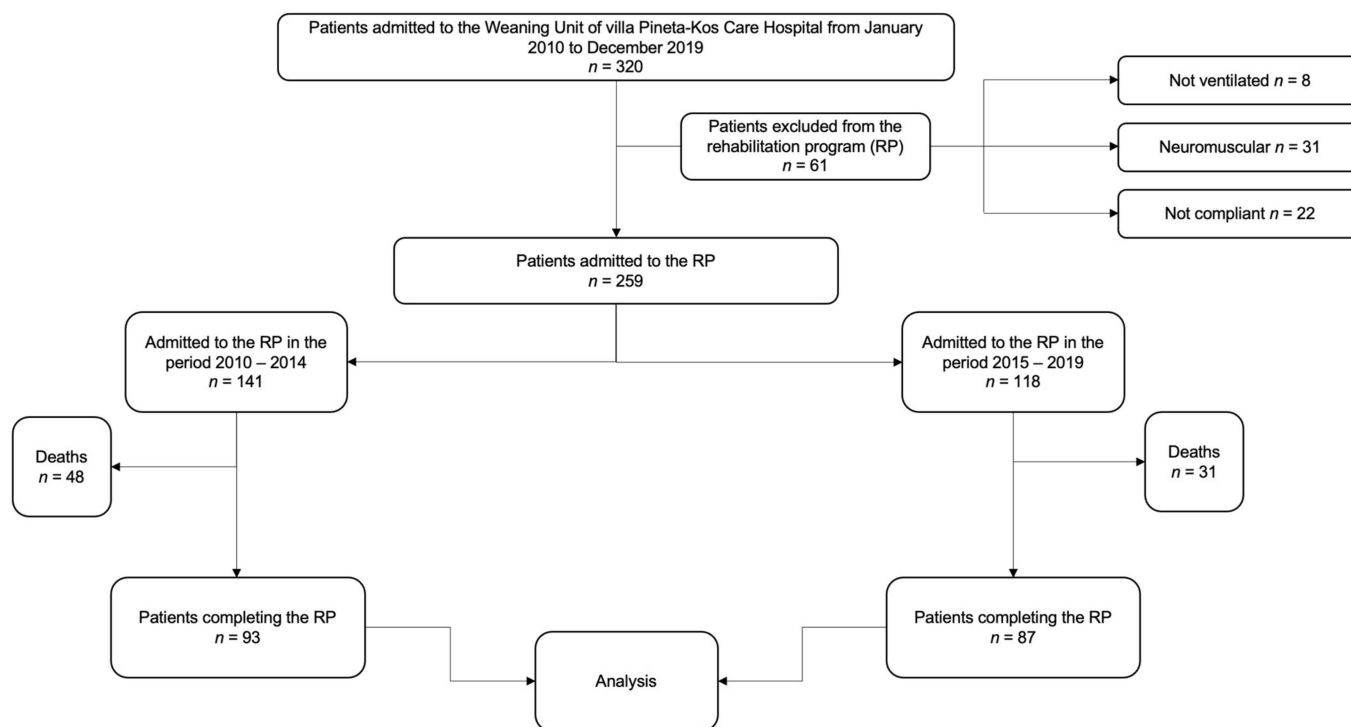 Patients admitted to the Weaning Unit of villa Pineta-Kos Care Hospital from January
2010 to December 2019
n = 320
Not ventilated n = 8
Patients excluded from the
rehabilitation program (RP)
n = 61
Neuromuscular n = 31
Not compliant n = 22
Patients admitted to the RP
n = 259
Admitted to the RP in the
period 2010 – 2014
n = 141
Admitted to the RP in the
period 2015 – 2019
n = 118
Deaths
n = 48
Deaths
n = 31
Patients completing the RP
n = 93
Patients completing the RP
n = 87
Analysis